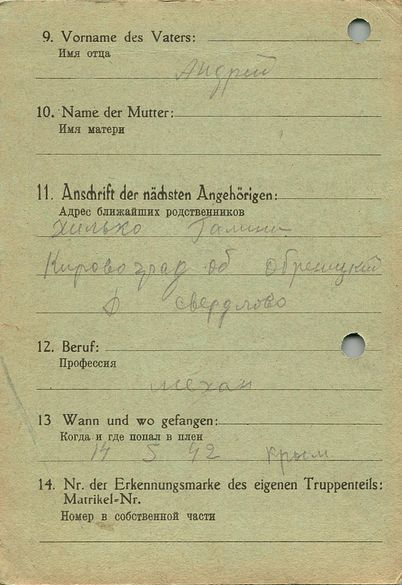 9. Vorname des Vaters:
Имя отца
Андрей
10. Name der Mutter:
Имя матери
11. Anschrift der nächsten Angehörigen:
Адрес ближайших родственников
Хилько Галини
Кировоград об
д Свердлово
12. Beruf:
Профессия
механ
13 Wann und wo gefangen:
Когда и где попал в плен
14 5 42 Крым
14. Nr. der Erkennungsmarke des eigenen Truppenteils:
Matrikel-Nr.
Номер в собственной части